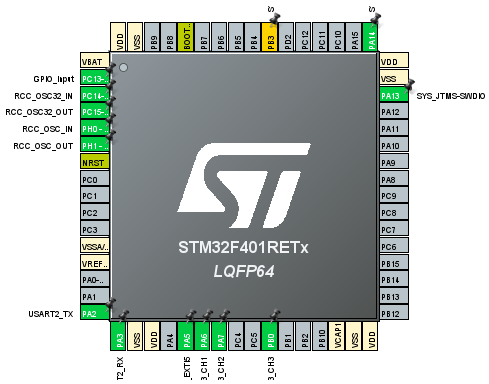 S S
VDD VSS PB9 PB8 BOOT... PB7 PB6 PB5 PB4 PB3 PD2 PC12 PC11 PC10 PA15 PA14
VBAT VDD
GPIO_Input PC13-... VSS
RCC_OSC32_IN PC14-... PA13 SYS_JTMS-SWDIO
RCC_OSC32_OUT PC15-... PA12
RCC_OSC_IN PH0-... PA11
RCC_OSC_OUT PH1-... PA10
NRST PA9
PC0 PA8
PC1 PC9
PC2 PC8
PC3 PC7
VSSA/... PC6
VREF... PB15
PA0-... PB14
PA1 PB13
USART2_TX PA2 PB12
STM32F401RETx
LQFP64
PA3 VSS VDD PA4 PA5 PA6 PA7 PC4 PC5 PB0 PB1 PB2 PB10 VCAP1 VSS VDD
T2_RX _EXTI5 3_CH1 3_CH2 3_CH3